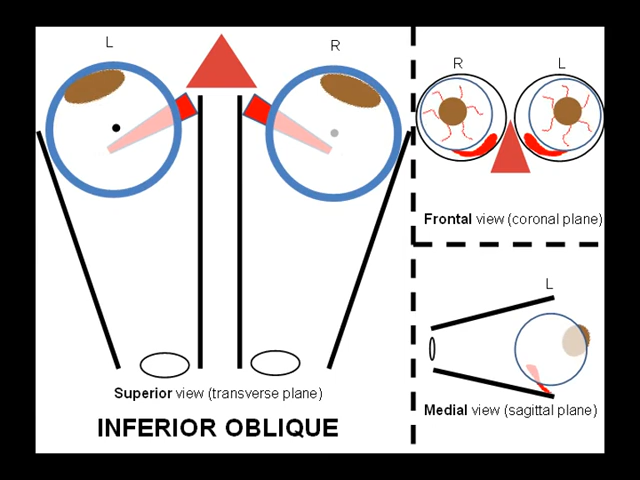 L
R
Superior view (transverse plane)
INFERIOR OBLIQUE
R
L
Frontal view (coronal plane)
L
Medial view (sagittal plane)